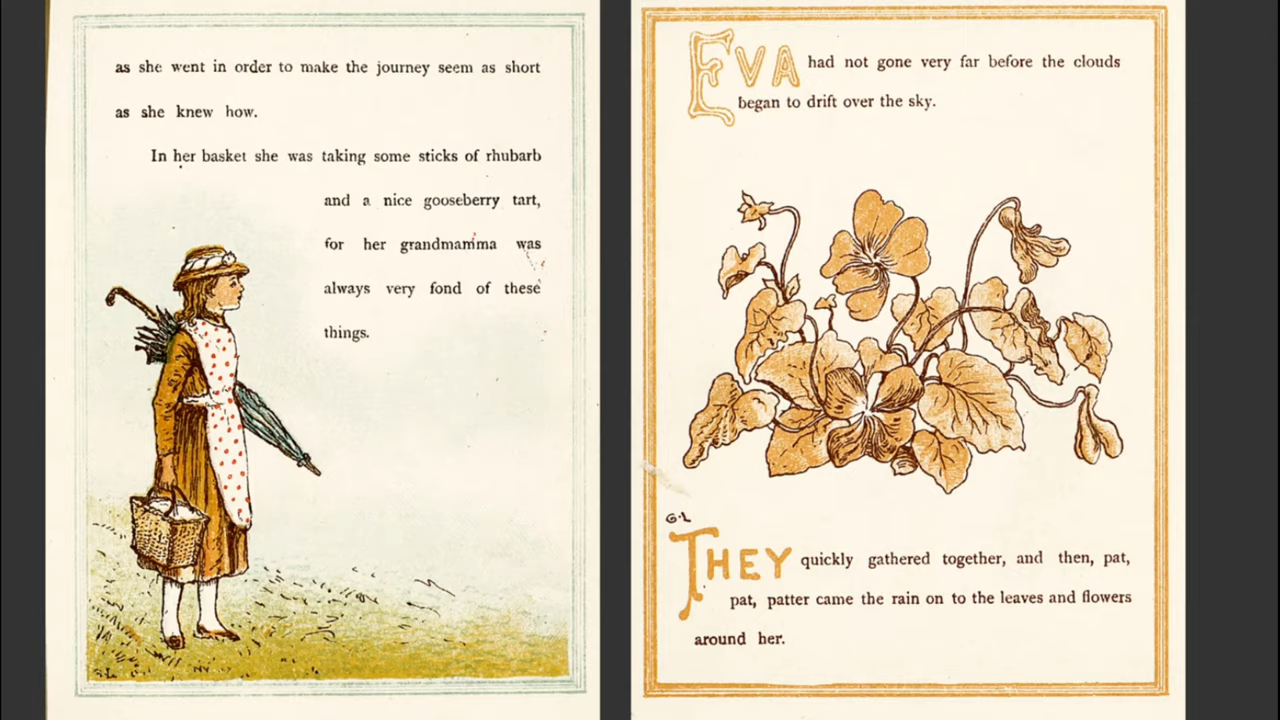 as she went in order to make the journey seem as short
as she knew how.
In her basket she was taking some sticks of rhubarb
and a nice gooseberry tart,
for her grandmamma was
always very fond of these
things.
G.L
EVA had not gone very far before the clouds
began to drift over the sky.
G.L
THEY quickly gathered together, and then, pat,
pat, patter came the rain on to the leaves and flowers
around her.